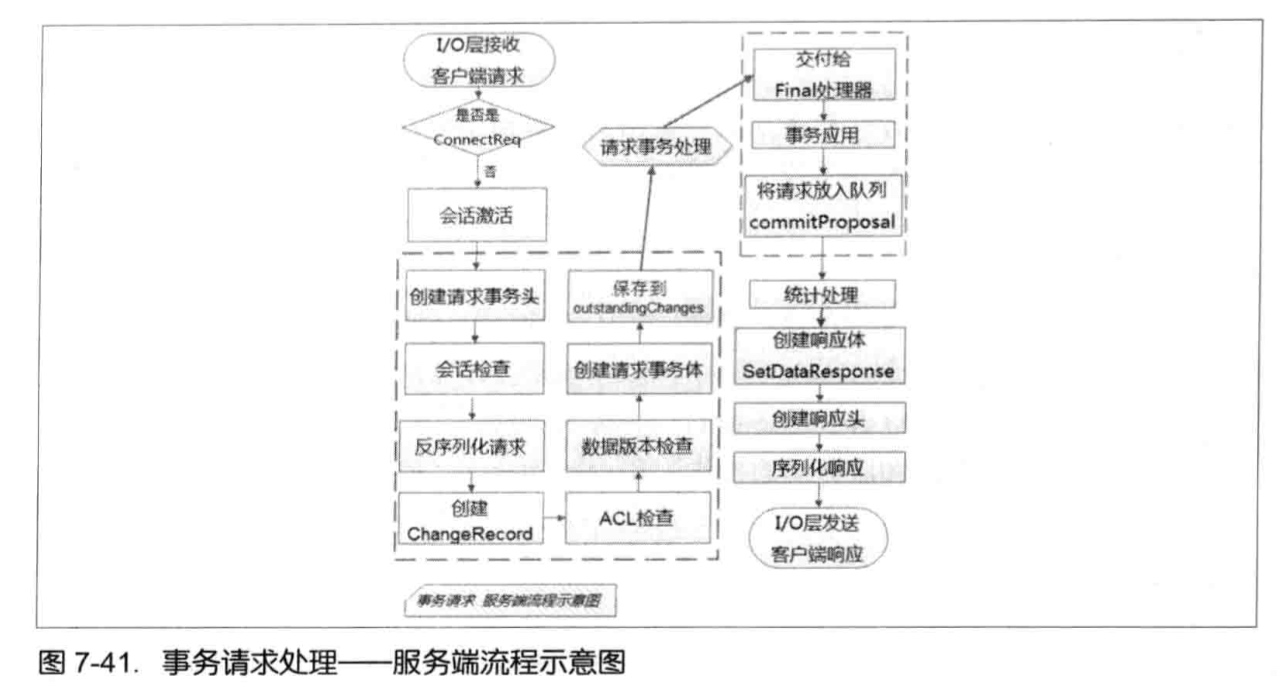 I/O层接收
客户端请求
是否是
ConnectReq
否
会话激活
创建请求事务头
会话检查
反序列化请求
创建
ChangeRecord
ACL检查
数据版本检查
创建请求事务体
保存到
outstandingChanges
请求事务处理
交付给
Final处理器
事务应用
将请求放入队列
commitProposal
统计处理
创建响应体
SetDataResponse
创建响应头
序列化响应
I/O层发送
客户端响应
事务请求 服务端流程示意图
图 7-41. 事务请求处理——服务端流程示意图